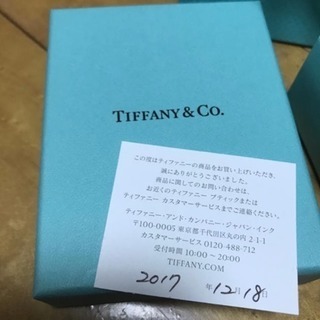 TIFFANY & CO.
この度はティファニーの商品をお買い上げいただき、
誠にありがとうございました。
商品に関してのお問い合わせは、
お近くのティファニー ブティックまたは
ティファニー カスタマーサービスまでご連絡ください。
ティファニー・アンド・カンパニー・ジャパン・インク
〒100-0005 東京都千代田区丸の内 2-1-1
カスタマーサービス 0120-488-712
受付時間 10:00～20:00
TIFFANY.COM
2017 年 12月 18日